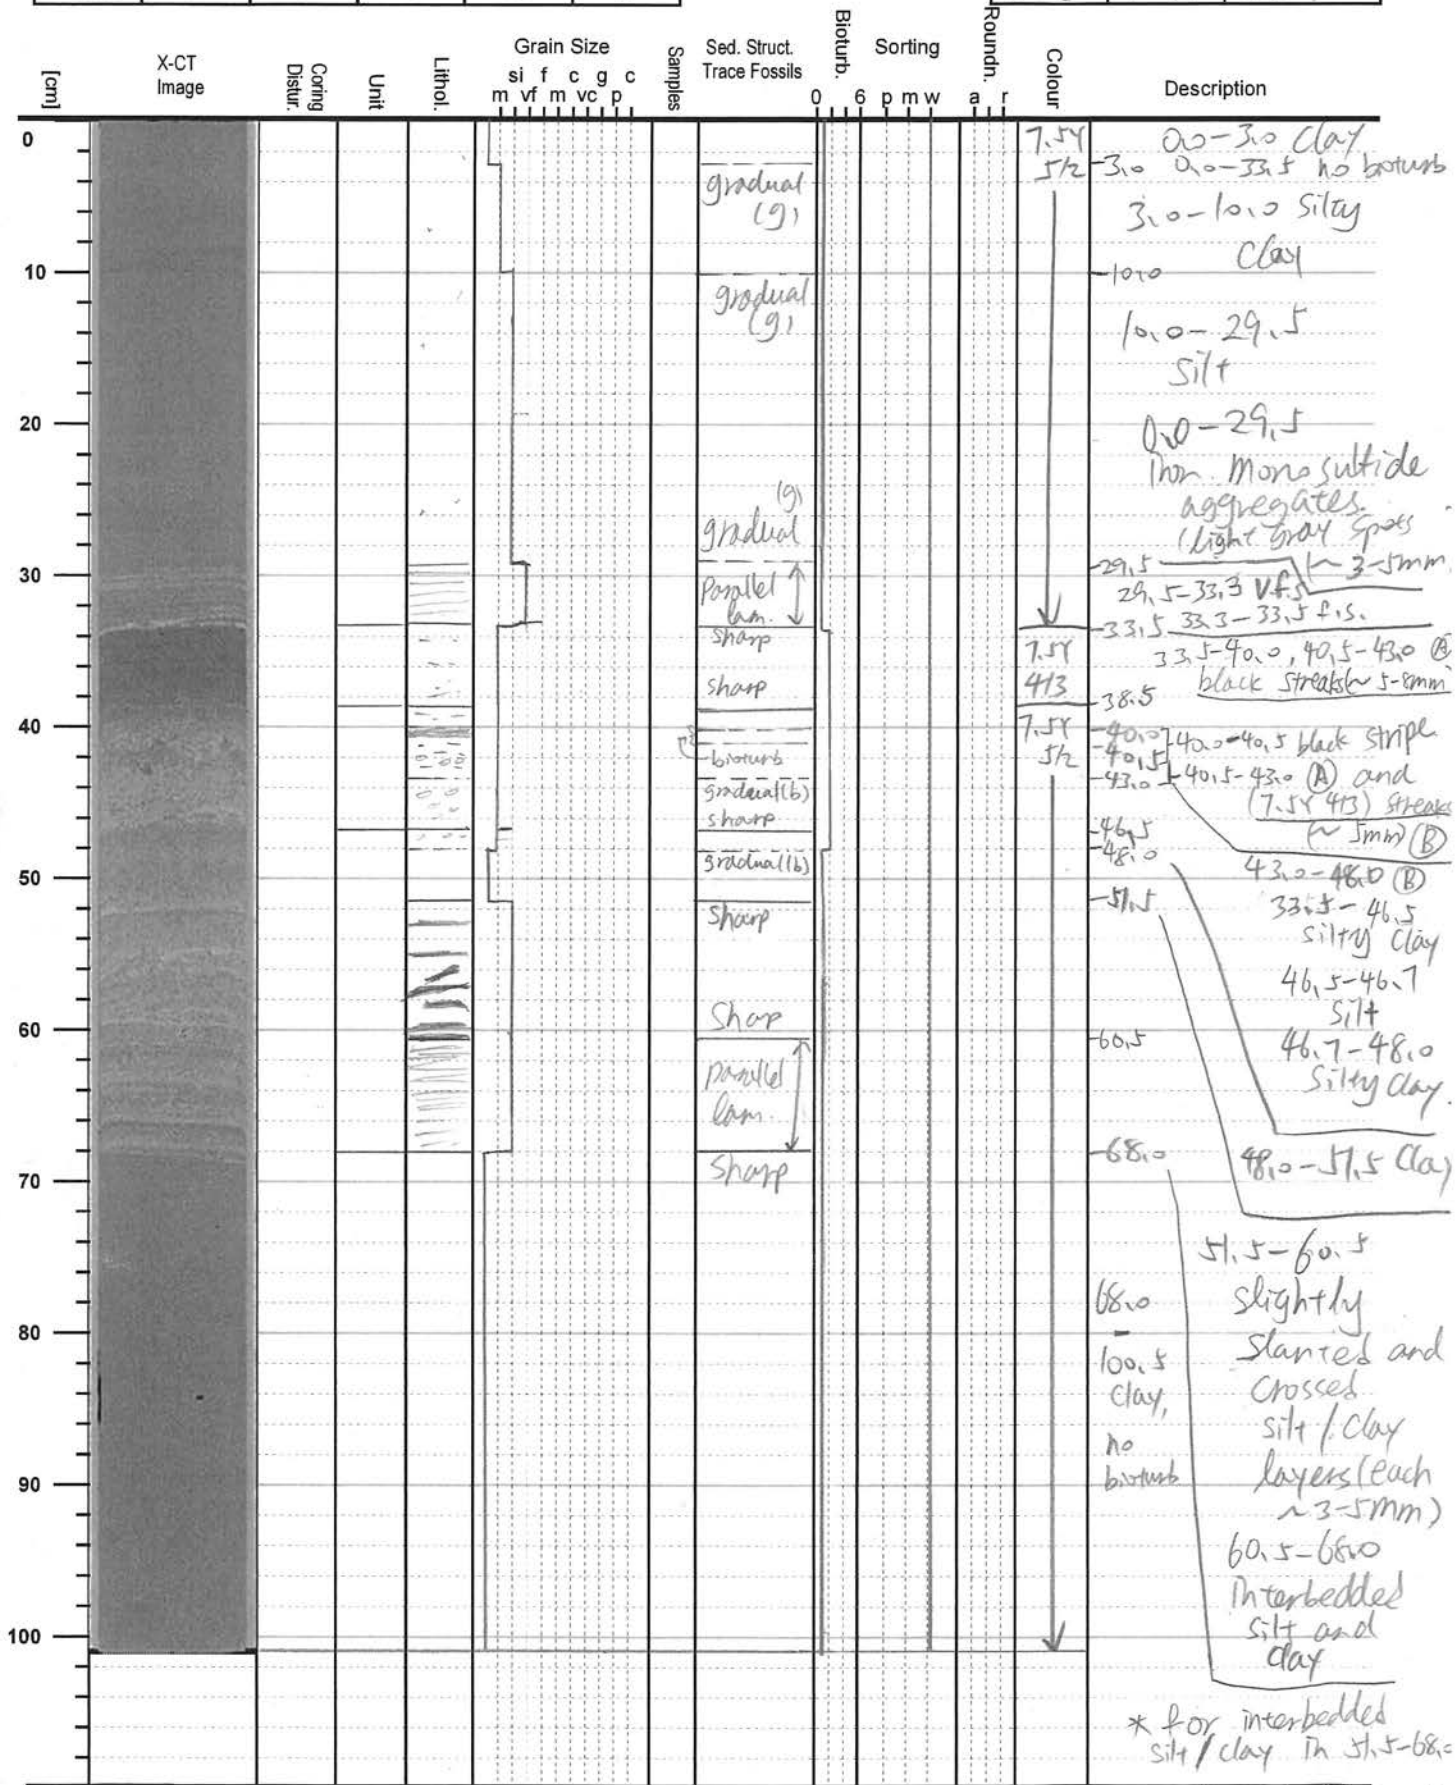 [cm]
X-CT
Image
Coring
Distur.
Unit
Lithol.
Grain Size
si f c g c
m vf m vc p
Samples
Sed. Struct.
Trace Fossils
Bioturb.
0 6
Sorting
p m w
Roundn.
a r
Colour
Description
0
10
20
30
40
50
60
70
80
90
100
gradual
(g)
gradual
(g)
(g)
gradual
Parallel
lam.
sharp
sharp
bioturb
gradual(b)
sharp
gradual(b)
Sharp
Sharp
parallel
lam.
Sharp
7.5Y
5/2
7.5Y
4/3
7.5Y
5/2
0.0-3.0 Clay
3.0 0.0-33.5 no bioturb
3.0-10.0 Silty
Clay
10.0
10.0-29.5
Silt
0.0-29.5
Iron. Monosulfide
aggregates.
(light gray spots
29.5 ~3-5mm
29.5-33.3 v.f.s
33.5 33.3-33.5 f.s.
33.5-40.0, 40.5-43.0 Ⓐ
black streaks(~5-8mm
38.5
40.0 40.0-40.5 black stripe
40.5
43.0 40.5-43.0 Ⓐ and
(7.5Y 4/3) streaks
(~5mm) Ⓑ
46.5
48.0
43.0-48.0 Ⓑ
51.5
33.5-46.5
silty clay
46.5-46.7
Silt
60.5
46.7-48.0
Silty Clay.
68.0
48.0-51.5 Clay
51.5-60.5
slightly
slanted and
crossed
silt/clay
layers(each
~3-5mm)
68.0
-
100.5
Clay,
no
bioturb
60.5-68.0
Interbedded
silt and
clay
* for interbedded
silt/clay in 51.5-68.0